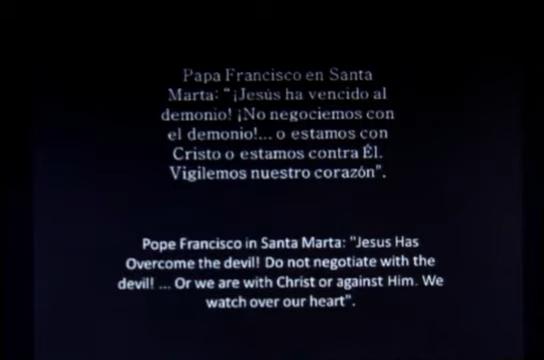 Papa Francisco en Santa
Marta: "¡Jesús ha vencido al
demonio! ¡No negociemos con
el demonio!... o estamos con
Cristo o estamos contra Él.
Vigilemos nuestro corazón".
Pope Francisco in Santa Marta: "Jesus Has
Overcome the devil! Do not negotiate with the
devil! ... Or we are with Christ or against Him. We
watch over our heart".